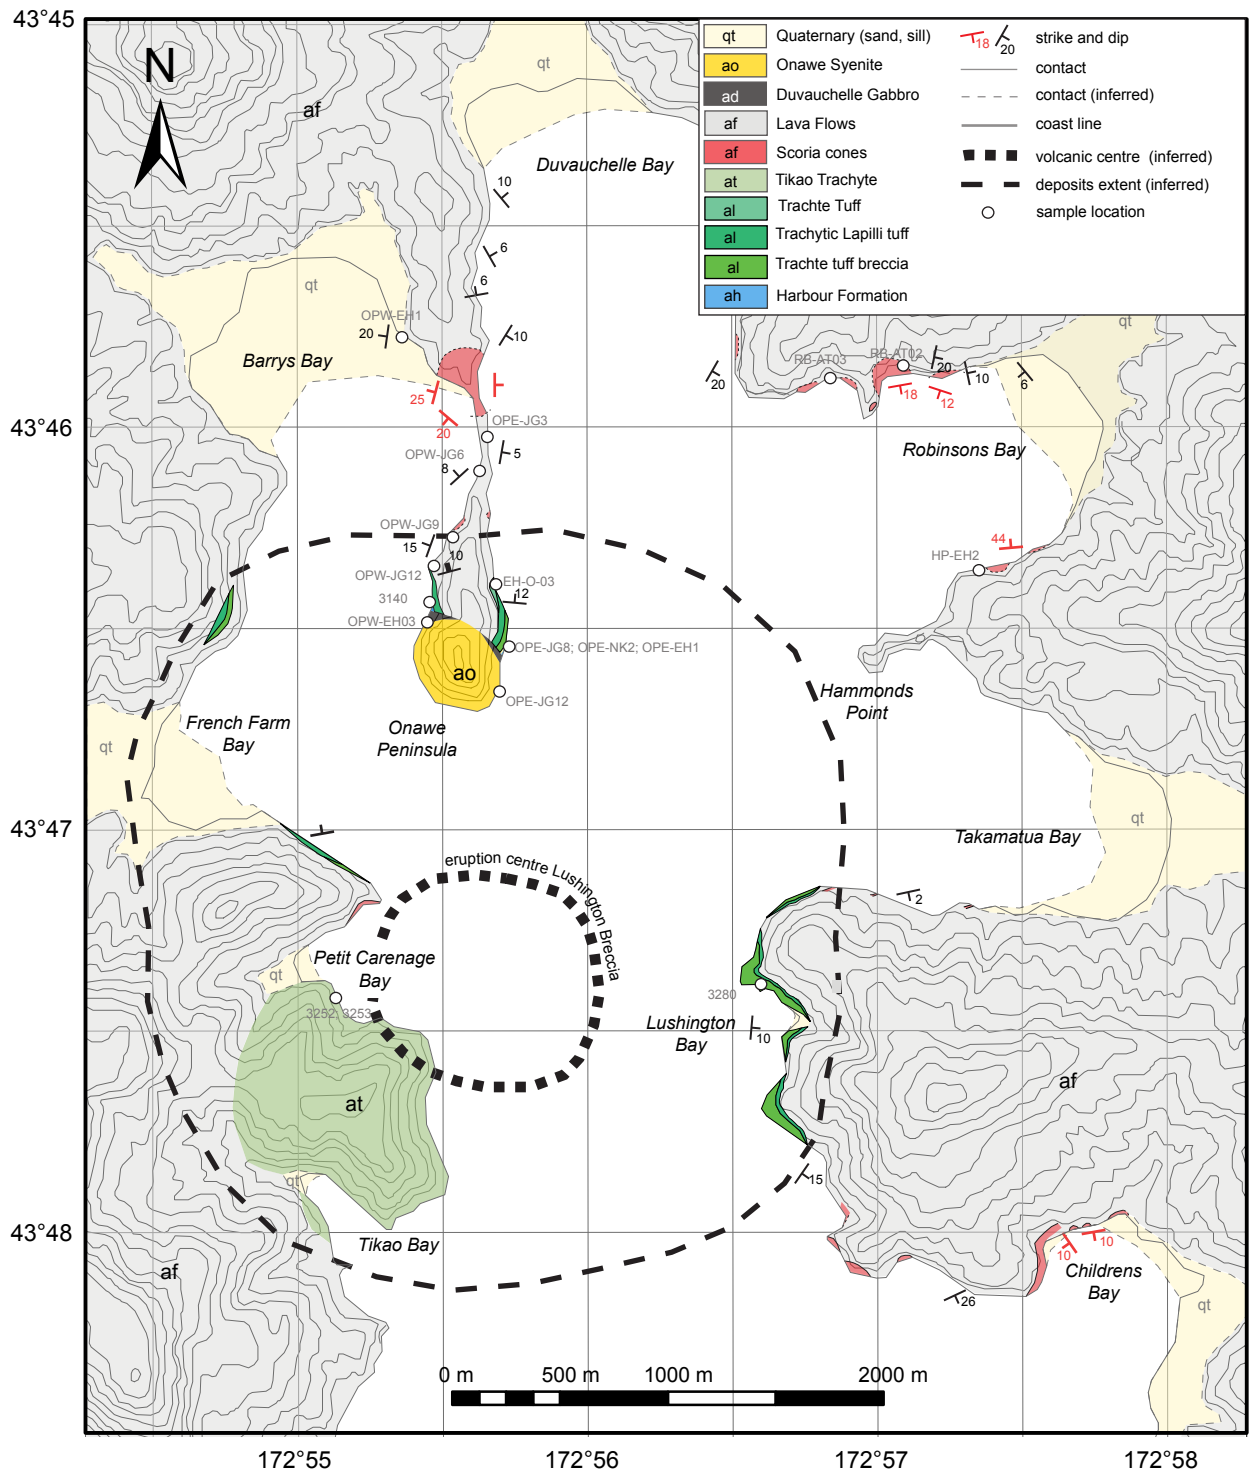 43°45
N
af
qt
Duvauchelle Bay
qt
Quaternary (sand, sill)
ao
Onawe Syenite
ad
Duvauchelle Gabbro
af
Lava Flows
af
Scoria cones
at
Tikao Trachyte
al
Trachte Tuff
al
Trachytic Lapilli tuff
al
Trachte tuff breccia
ah
Harbour Formation
18
20
strike and dip
contact
contact (inferred)
coast line
volcanic centre (inferred)
deposits extent (inferred)
sample location
10
6
6
10
qt
OPW-EH1
20
Barrys Bay
25
20
20
RB-AT03
RB-AT02
20
10
6
18
12
qt
43°46
OPE-JG3
OPW-JG6
8
5
Robinsons Bay
OPW-JG9
15
10
OPW-JG12
EH-O-03
12
3140
OPW-EH03
OPE-JG8; OPE-NK2; OPE-EH1
ao
OPE-JG12
44
HP-EH2
Hammonds
Point
French Farm
Bay
qt
Onawe
Peninsula
43°47
Takamatua Bay
qt
eruption centre Lushington Breccia
2
Petit Carenage
Bay
qt
3252; 3253
3280
Lushington
Bay
10
at
af
qt
15
43°48
Tikao Bay
af
10
10
Childrens
Bay
26
qt
0 m
500 m
1000 m
2000 m
172°55
172°56
172°57
172°58